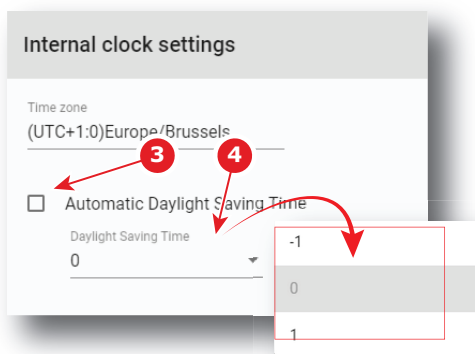 Internal clock settings
Time zone
(UTC+1:0)Europe/Brussels
3
4
Automatic Daylight Saving Time
Daylight Saving Time
0
-1
0
1